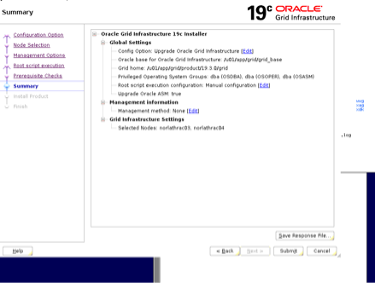 Summary
19c ORACLE
Grid Infrastructure
Configuration Option
Node Selection
Management Options
Root script execution
Prerequisite Checks
Summary
Install Product
Finish
Oracle Grid Infrastructure 19c Installer
Global Settings
Config Option: Upgrade Oracle Grid Infrastructure [Edit]
Oracle base for Oracle Grid Infrastructure: /u01/app/grid/grid_base
Grid home: /u01/app/grid/product/19.3.0/grid
Privileged Operating System Groups: dba (OSDBA), dba (OSOPER), dba (OSASM)
Root script execution configuration: Manual configuration [Edit]
Upgrade Oracle ASM: true
Management Information
Management method: None [Edit]
Grid Infrastructure Settings
Selected Nodes: norlathrac83, norlathrac84
Save Response File...
Help
< Back
Next >
Submit
Cancel
.log